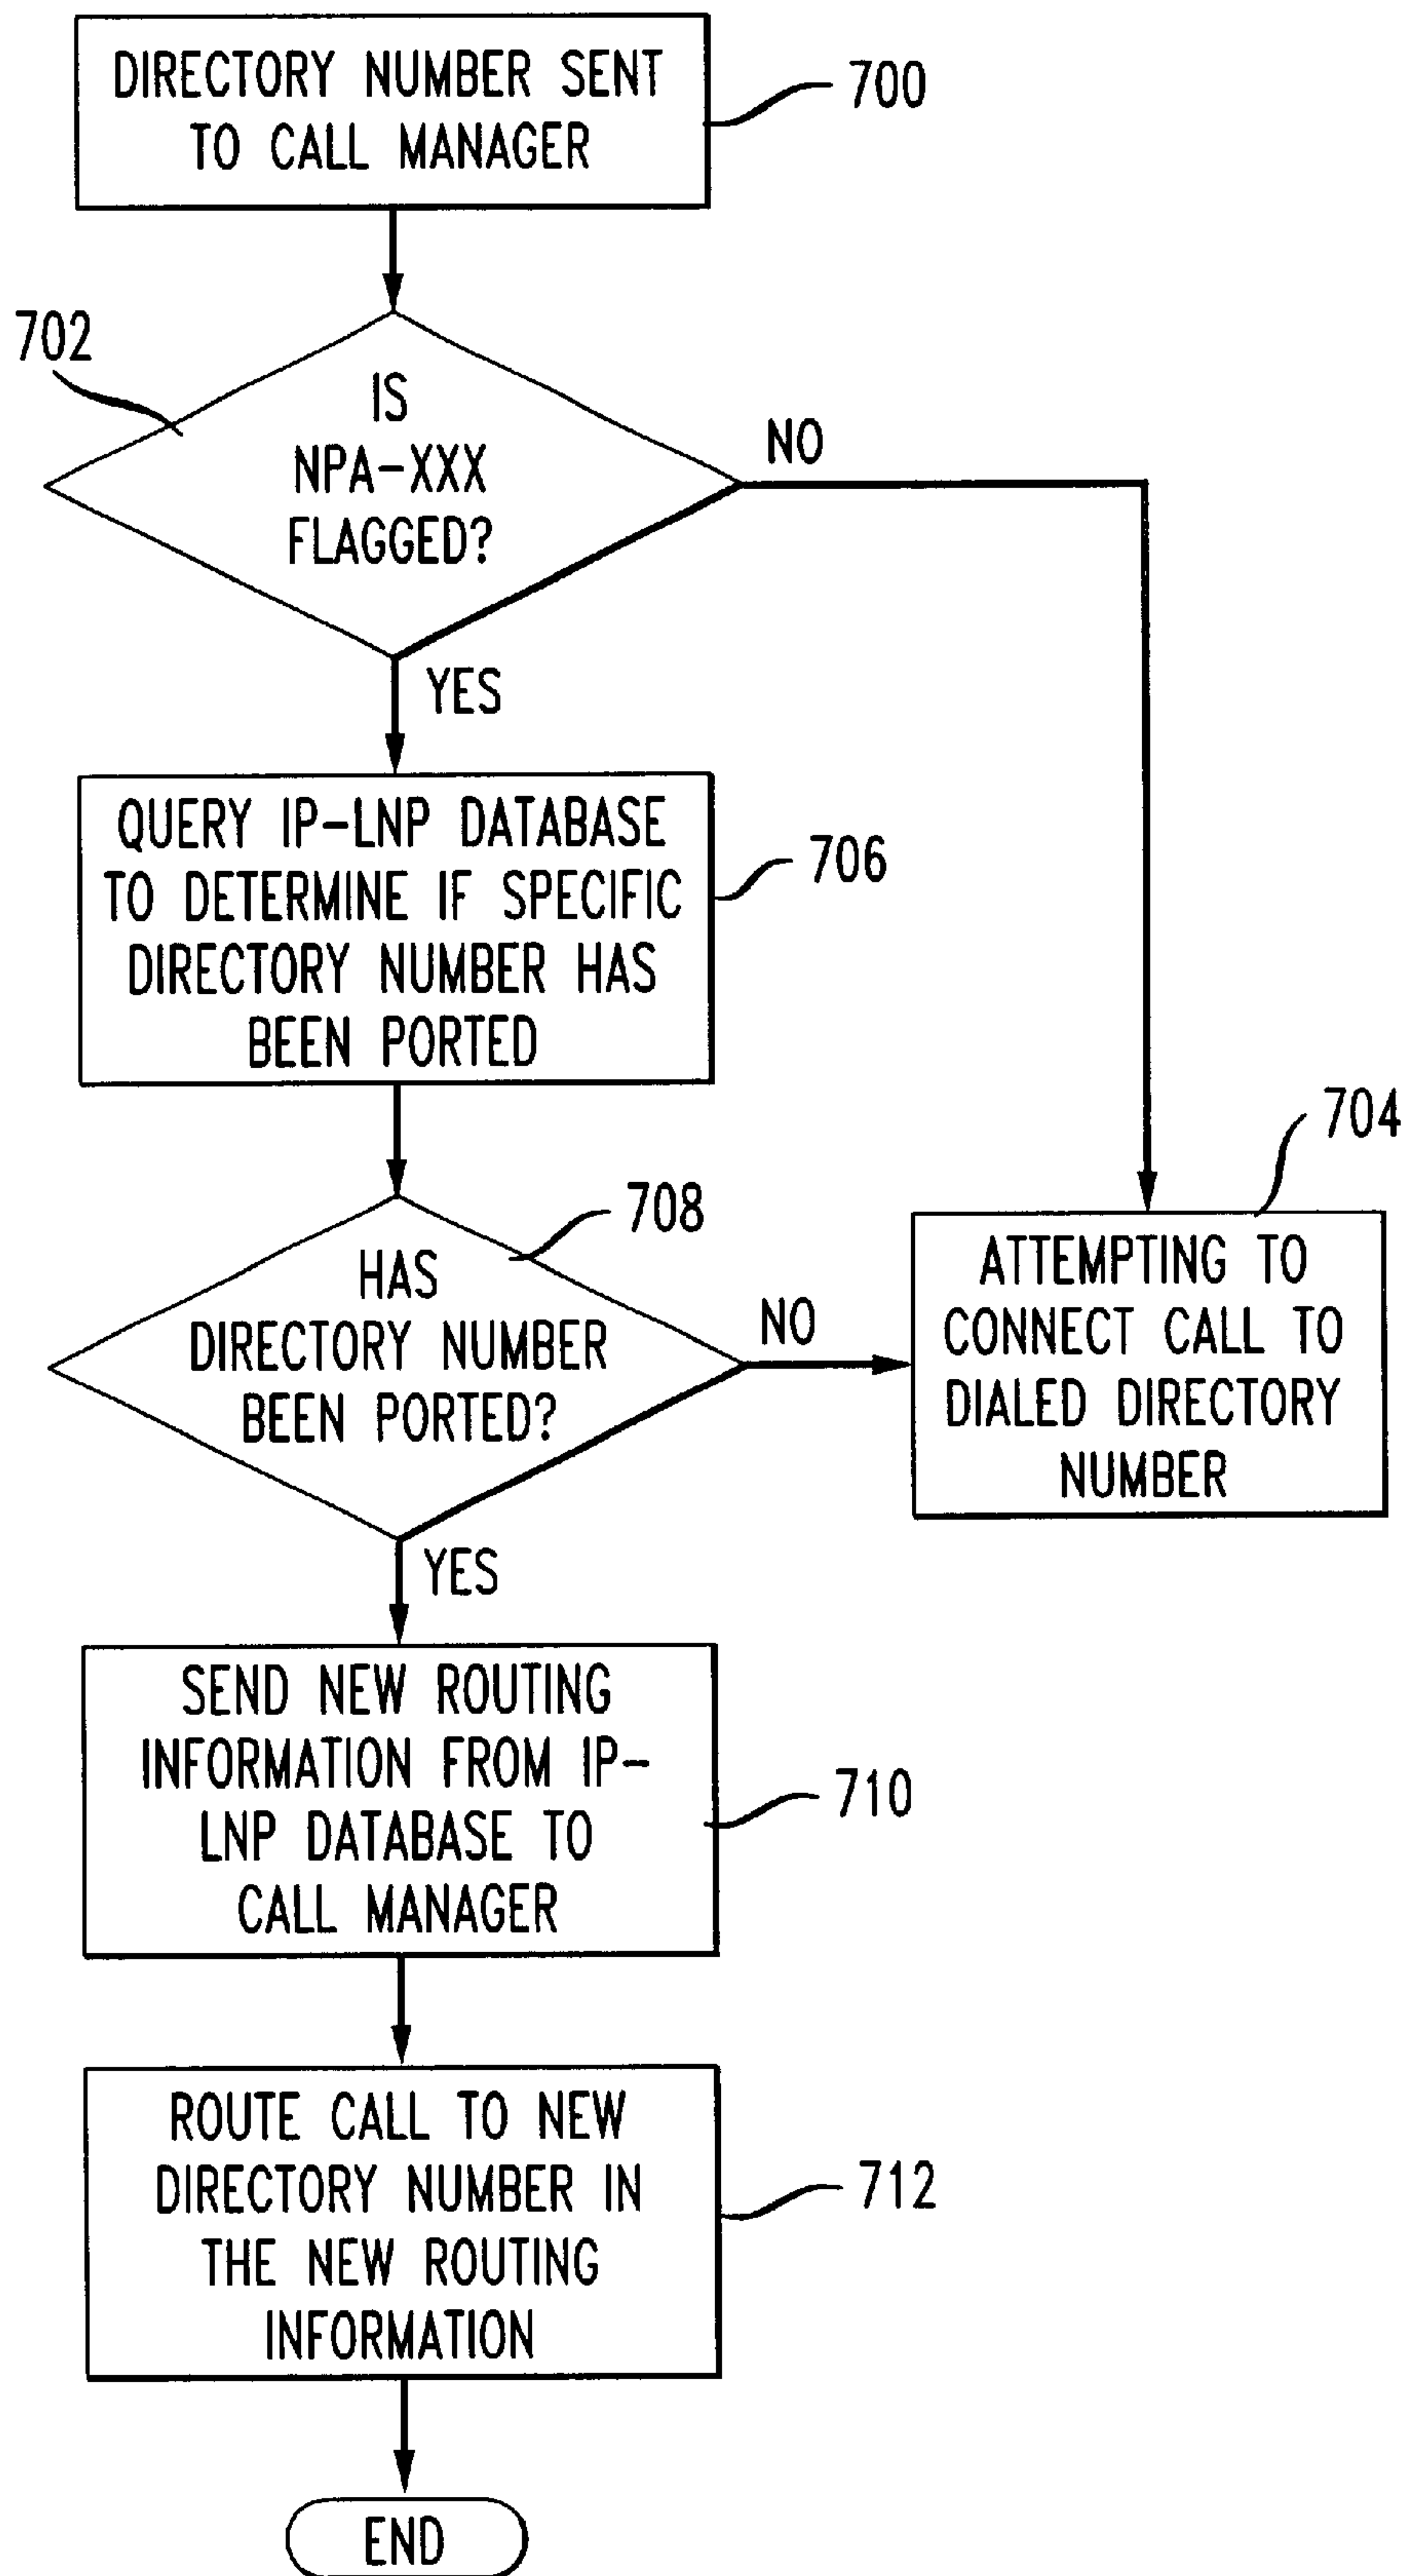 DIRECTORY NUMBER SENT
TO CALL MANAGER
700
702
IS
NPA-XXX
FLAGGED?
NO
YES
QUERY IP-LNP DATABASE
TO DETERMINE IF SPECIFIC
DIRECTORY NUMBER HAS
BEEN PORTED
706
708
HAS
DIRECTORY NUMBER
BEEN PORTED?
NO
YES
704
ATTEMPTING TO
CONNECT CALL TO
DIALED DIRECTORY
NUMBER
SEND NEW ROUTING
INFORMATION FROM IP-
LNP DATABASE TO
CALL MANAGER
710
ROUTE CALL TO NEW
DIRECTORY NUMBER IN
THE NEW ROUTING
INFORMATION
712
END